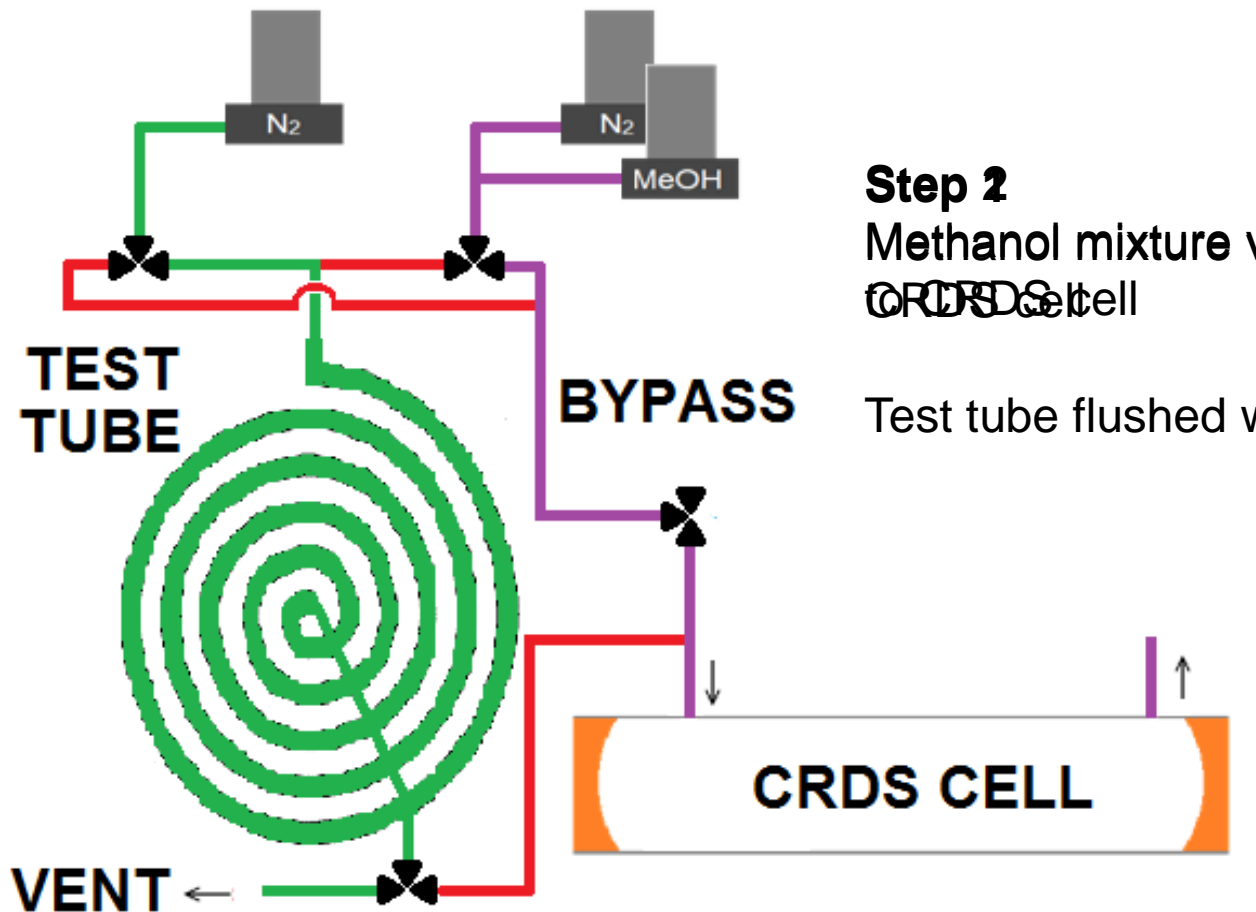 N₂
N₂
MeOH
Step
Methanol mixture v
cell
TEST
TUBE
BYPASS
Test tube flushed w
CRDS CELL
VENT